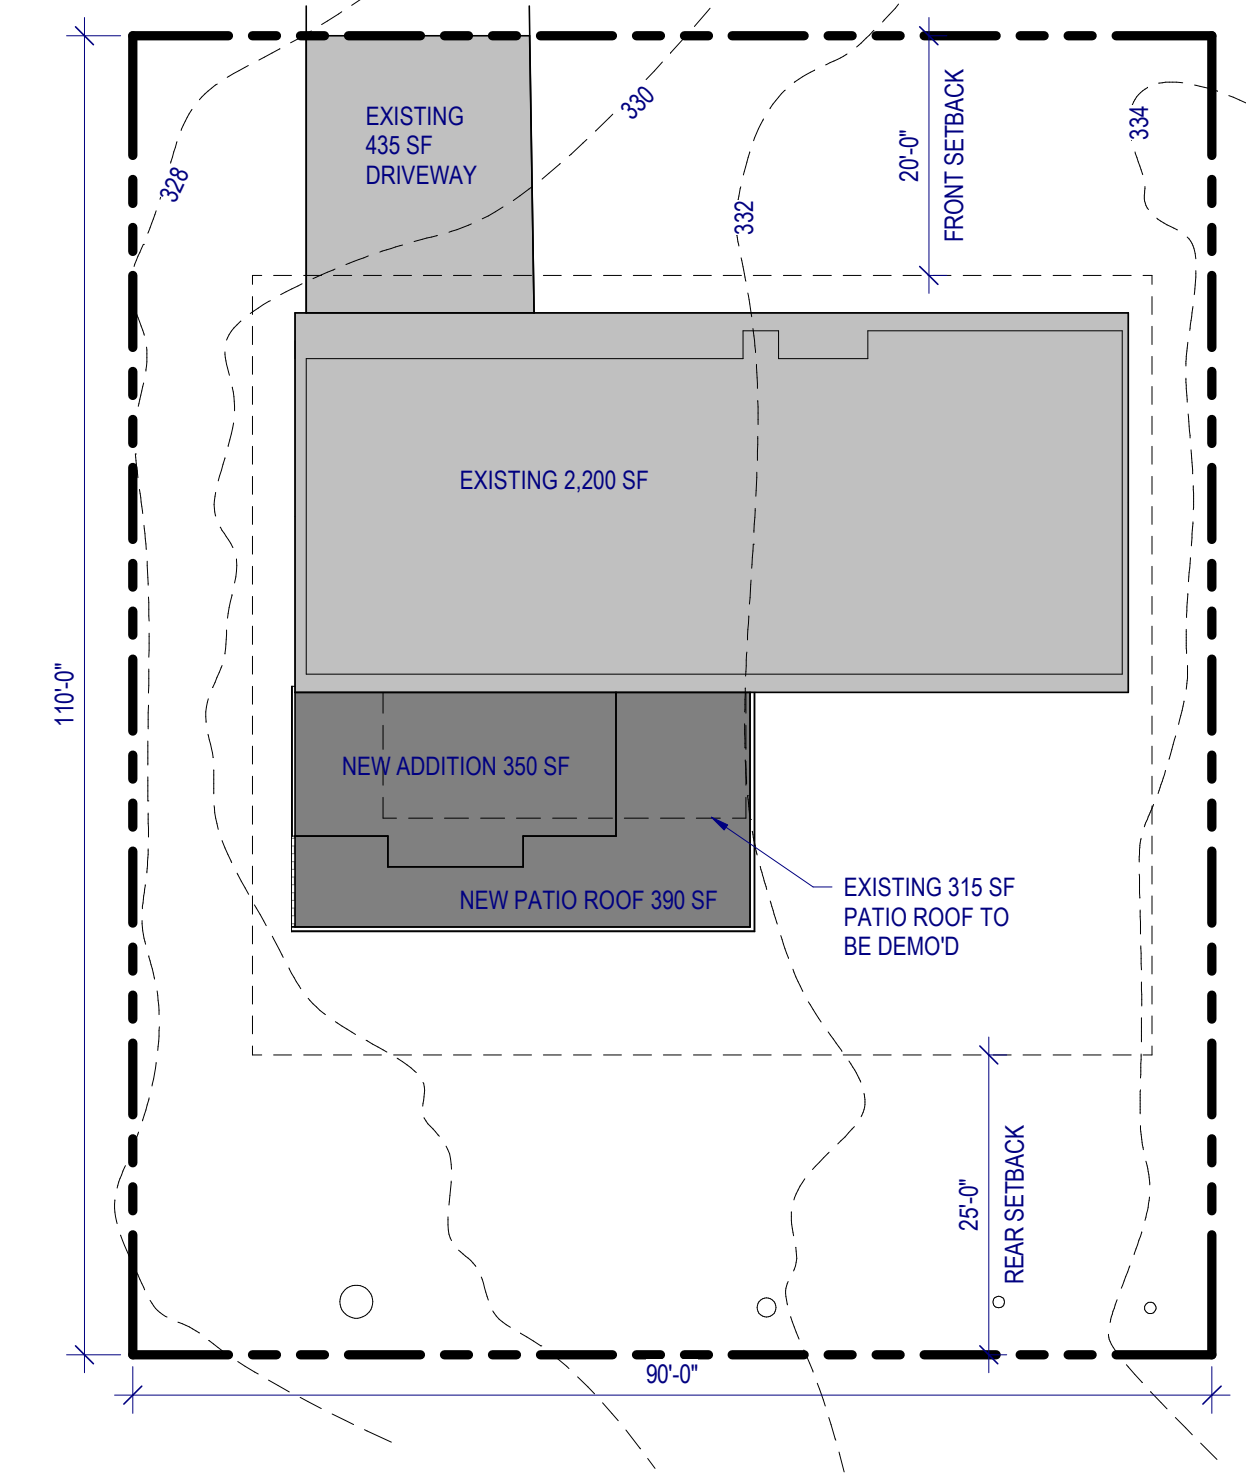 EXISTING
435 SF
DRIVEWAY
328
330
332
334
20'-0"
FRONT SETBACK
EXISTING 2,200 SF
110'-0"
NEW ADDITION 350 SF
NEW PATIO ROOF 390 SF
EXISTING 315 SF
PATIO ROOF TO
BE DEMO'D
25'-0"
REAR SETBACK
90'-0"